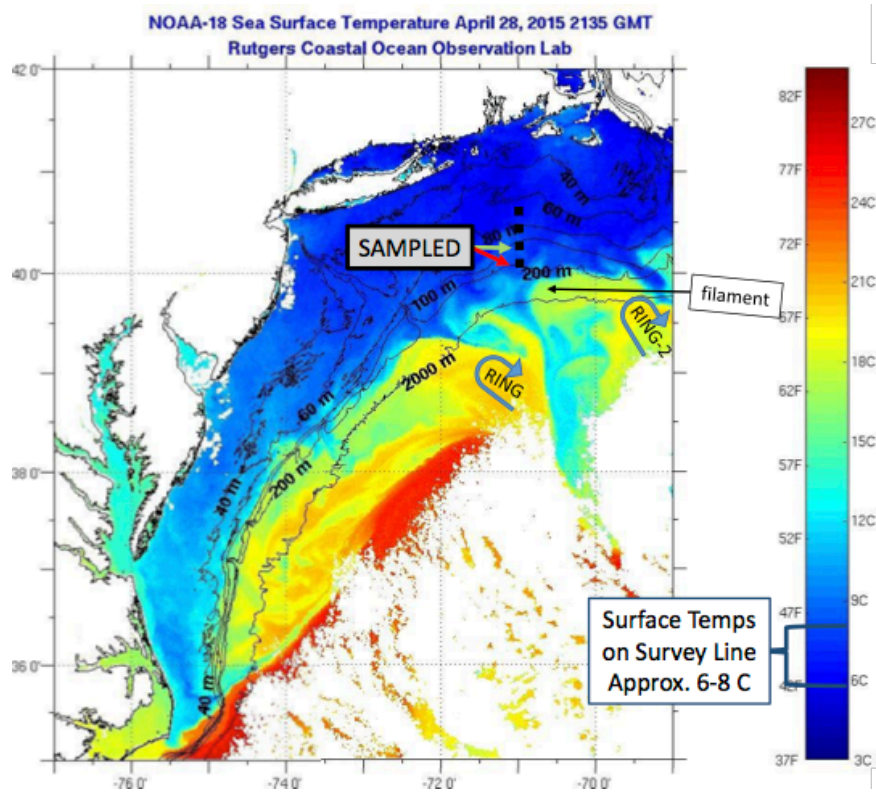 NOAA-18 Sea Surface Temperature April 28, 2015 2135 GMT
Rutgers Coastal Ocean Observation Lab
42 0'
40 0'
38 0'
36 0'
-76 0'
-74 0'
-72 0'
-70 0'
40 m
60 m
80 m
SAMPLED
200 m
100 m
filament
RING-2
RING
2000 m
60 m
200 m
40 m
40 m
82F
77F
72F
67F
62F
57F
52F
47F
42F
37F
27C
24C
21C
18C
15C
12C
9C
6C
3C
Surface Temps
on Survey Line
Approx. 6-8 C